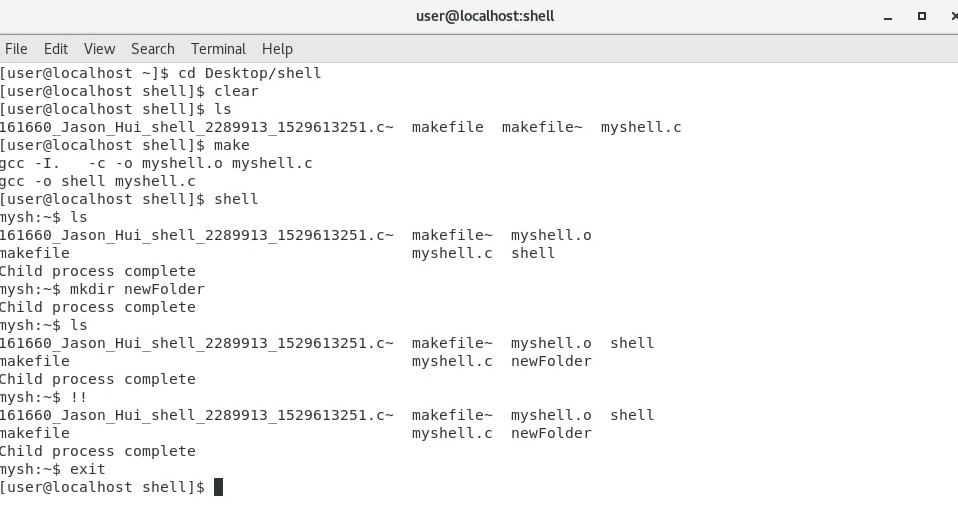 user@localhost:shell
File Edit View Search Terminal Help
[user@localhost ~]$ cd Desktop/shell
[user@localhost shell]$ clear
[user@localhost shell]$ ls
161660_Jason_Hui_shell_2289913_1529613251.c~  makefile  makefile~  myshell.c
[user@localhost shell]$ make
gcc -I.   -c -o myshell.o myshell.c
gcc -o shell myshell.c
[user@localhost shell]$ shell
mysh:~$ ls
161660_Jason_Hui_shell_2289913_1529613251.c~  makefile~  myshell.o
makefile                                      myshell.c  shell
Child process complete
mysh:~$ mkdir newFolder
Child process complete
mysh:~$ ls
161660_Jason_Hui_shell_2289913_1529613251.c~  makefile~  myshell.o  shell
makefile                                      myshell.c  newFolder
Child process complete
mysh:~$ !!
161660_Jason_Hui_shell_2289913_1529613251.c~  makefile~  myshell.o  shell
makefile                                      myshell.c  newFolder
Child process complete
mysh:~$ exit
[user@localhost shell]$